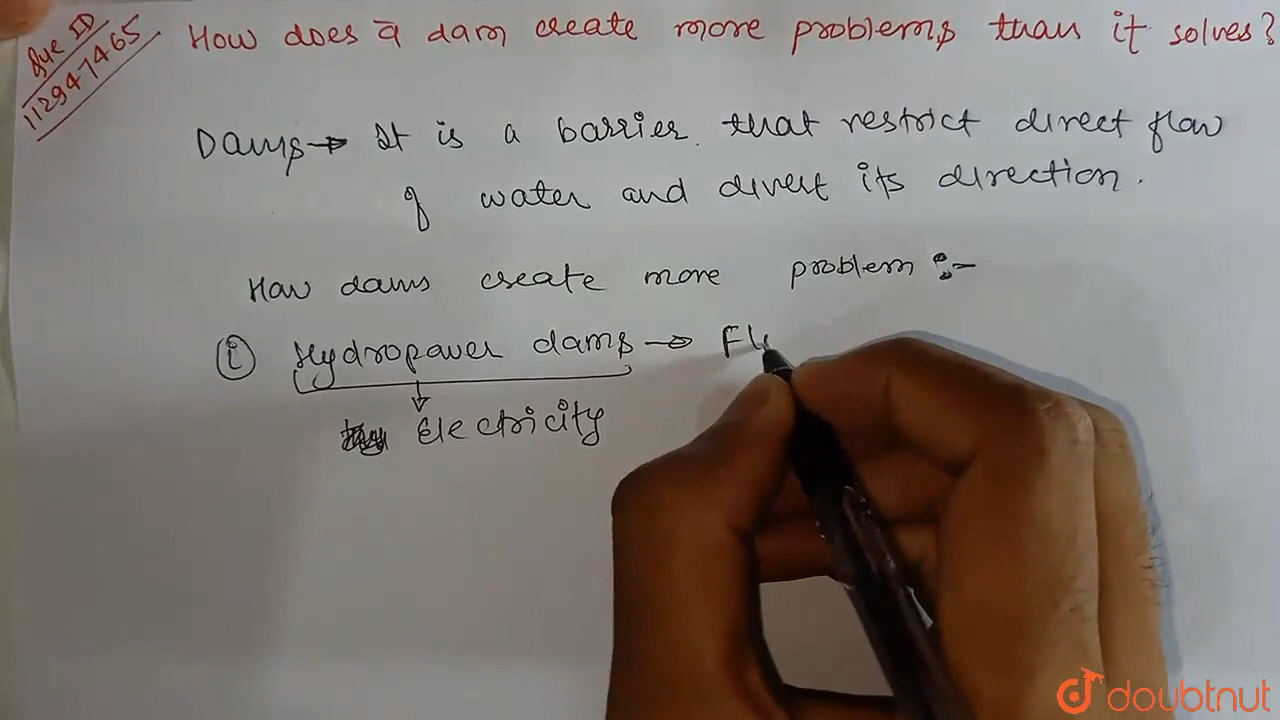 How does a dam create more problems than it solves?
Que ID
112947465
Dams → It is a barrier that restrict direct flow
of water and divert its direction.
How dams create more problem :-
(i) Hydropower dams → Fl
Electricity
doubtnut